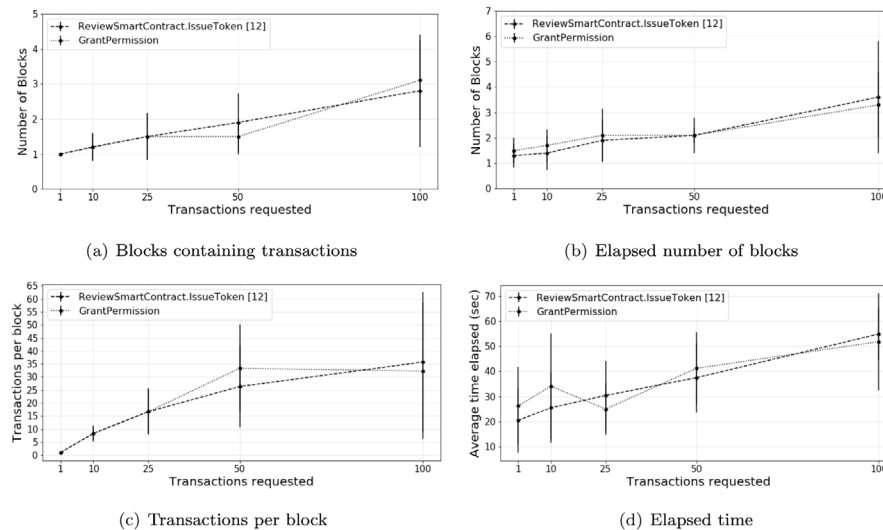 5
4
3
2
1
0
Number of Blocks
ReviewSmartContract.IssueToken [12]
GrantPermission
1 10 25 50 100
Transactions requested
(a) Blocks containing transactions
7
6
5
4
3
2
1
0
Number of Blocks
ReviewSmartContract.IssueToken [12]
GrantPermission
1 10 25 50 100
Transactions requested
(b) Elapsed number of blocks
65
60
55
50
45
40
35
30
25
20
15
10
5
0
Transactions per block
ReviewSmartContract.IssueToken [12]
GrantPermission
1 10 25 50 100
Transactions requested
(c) Transactions per block
70
60
50
40
30
20
10
Average time elapsed (sec)
ReviewSmartContract.IssueToken [12]
GrantPermission
1 10 25 50 100
Transactions requested
(d) Elapsed time